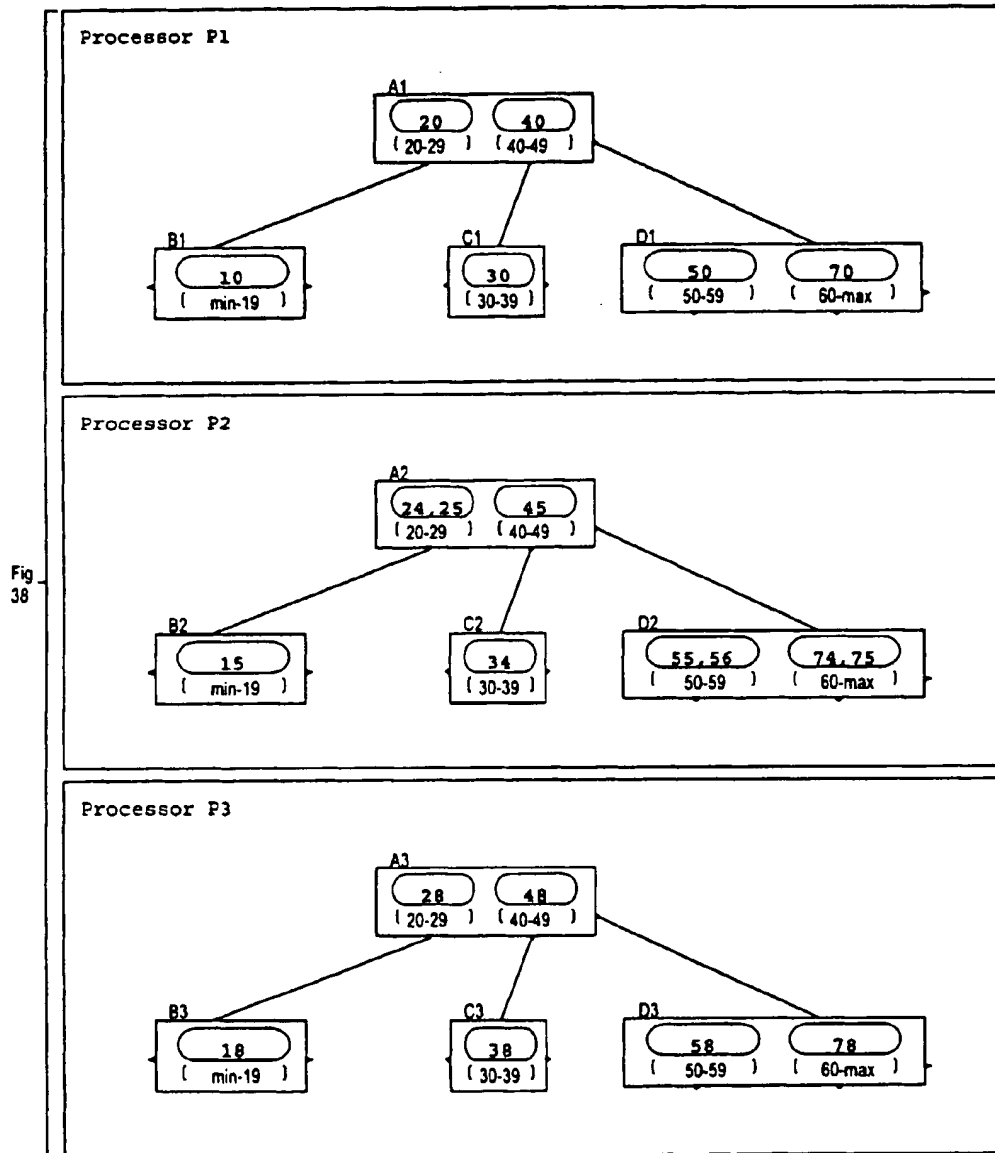 Processor P1
A1
20 40
( 20-29 ) ( 40-49 )
B1 C1 D1
10 30 50 70
( min-19 ) ( 30-39 ) ( 50-59 ) ( 60-max )
Processor P2
A2
24,25 45
( 20-29 ) ( 40-49 )
Fig
38
B2 C2 D2
15 34 55,56 74,75
( min-19 ) ( 30-39 ) ( 50-59 ) ( 60-max )
Processor P3
A3
28 48
( 20-29 ) ( 40-49 )
B3 C3 D3
18 38 58 78
( min-19 ) ( 30-39 ) ( 50-59 ) ( 60-max )